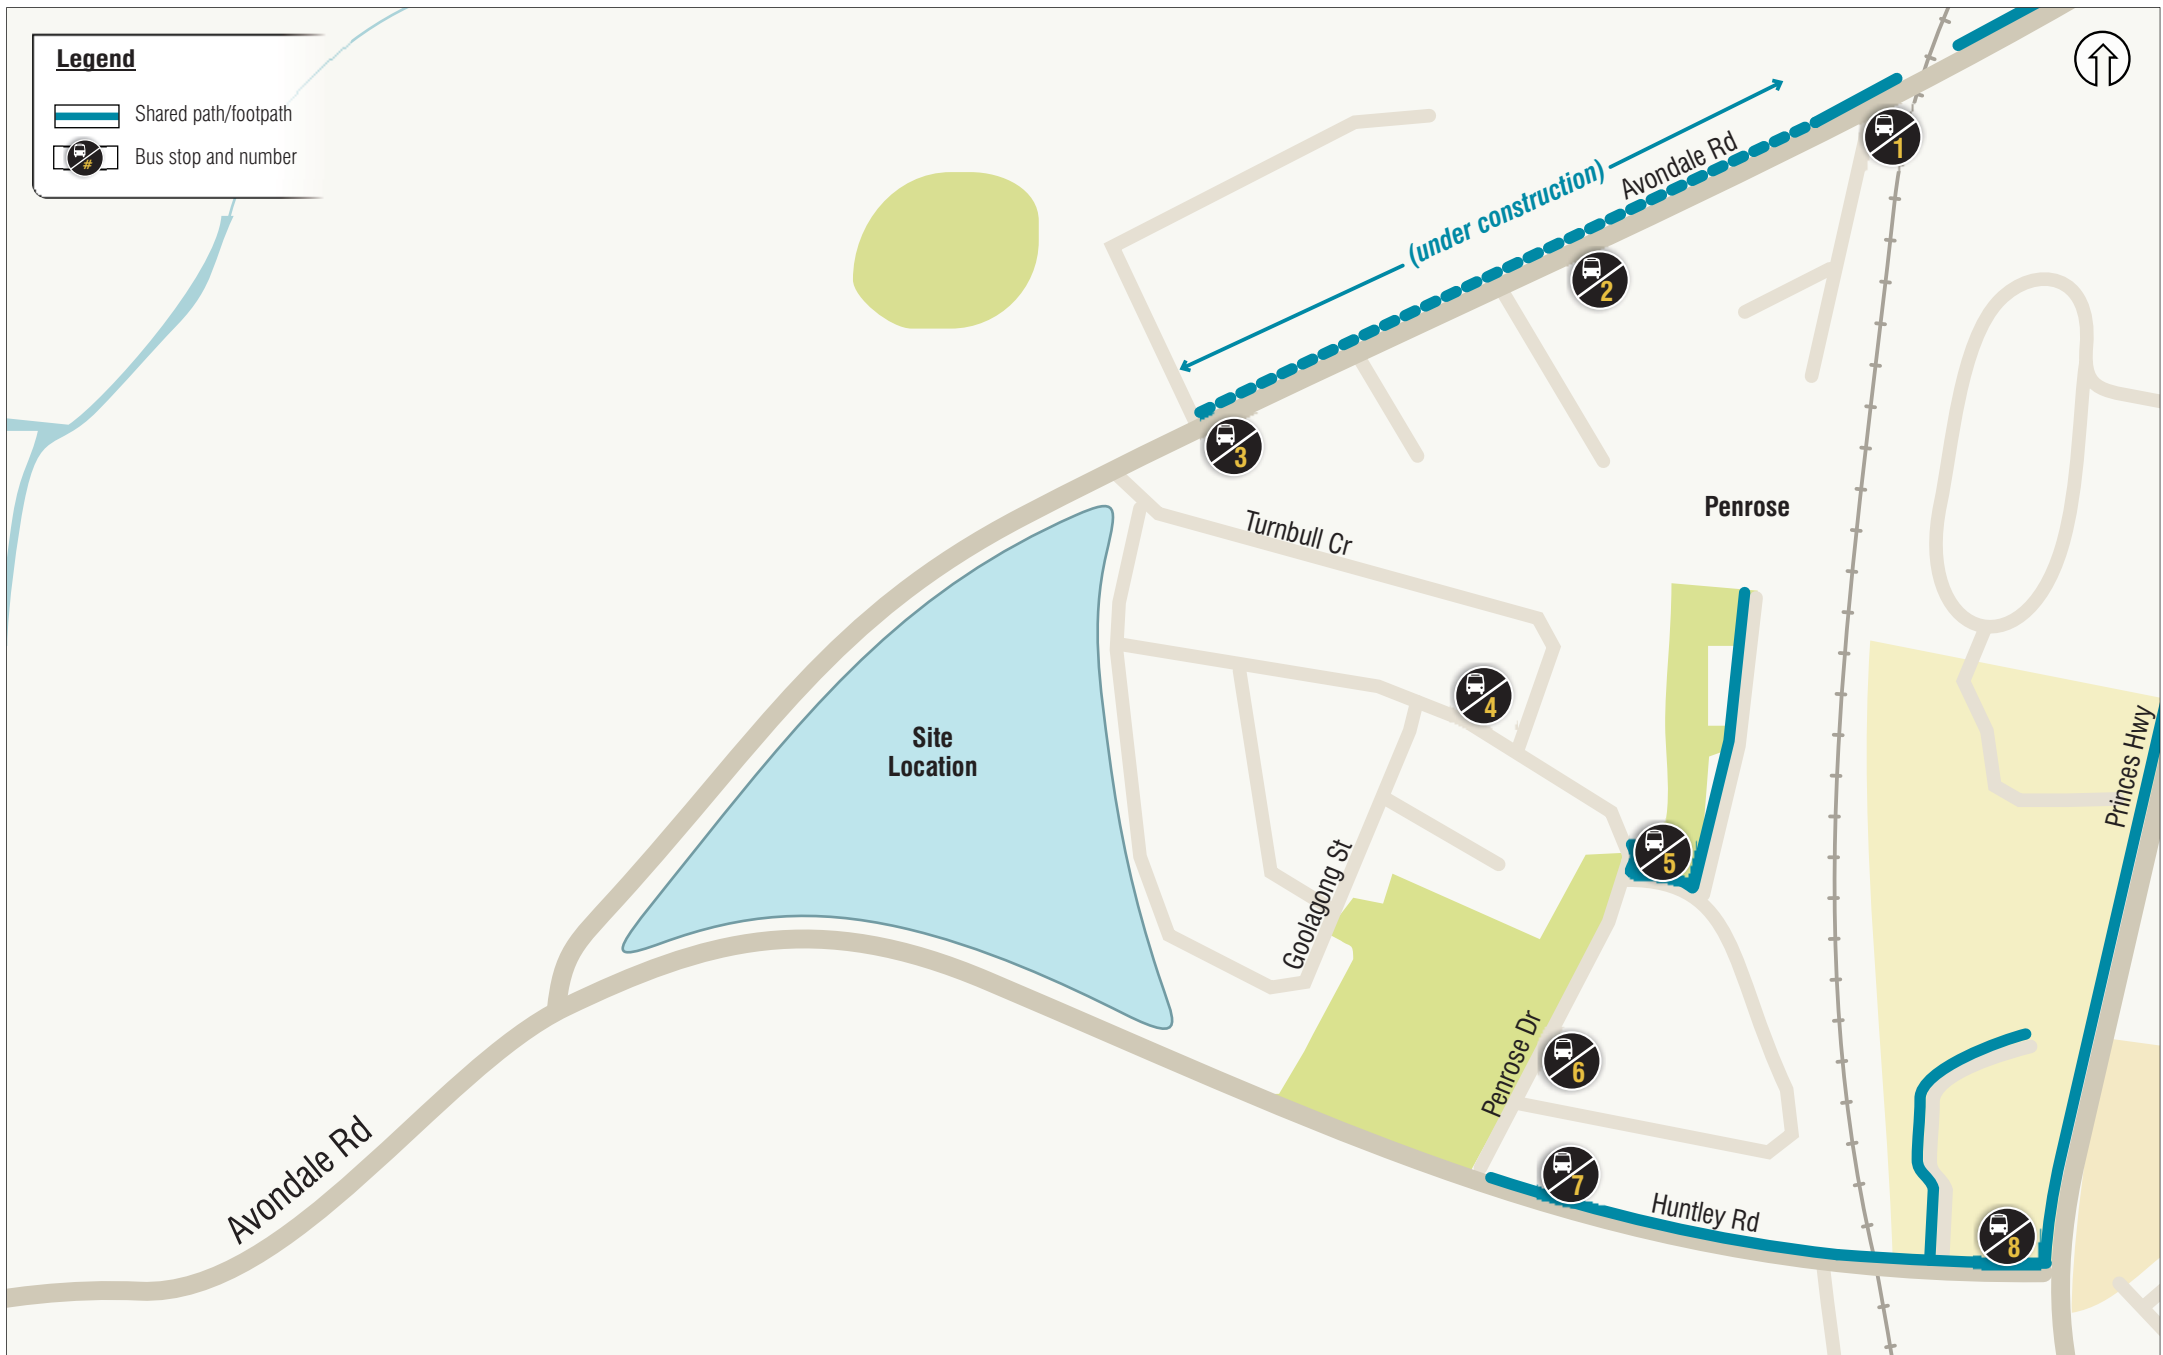 Legend
Shared path/footpath
#
Bus stop and number
Avondale Rd
(under construction)
1
2
3
Penrose
Turnbull Cr
4
Site
Location
Princes Hwy
5
Goolagong St
6
Penrose Dr
7
Huntley Rd
8
Avondale Rd